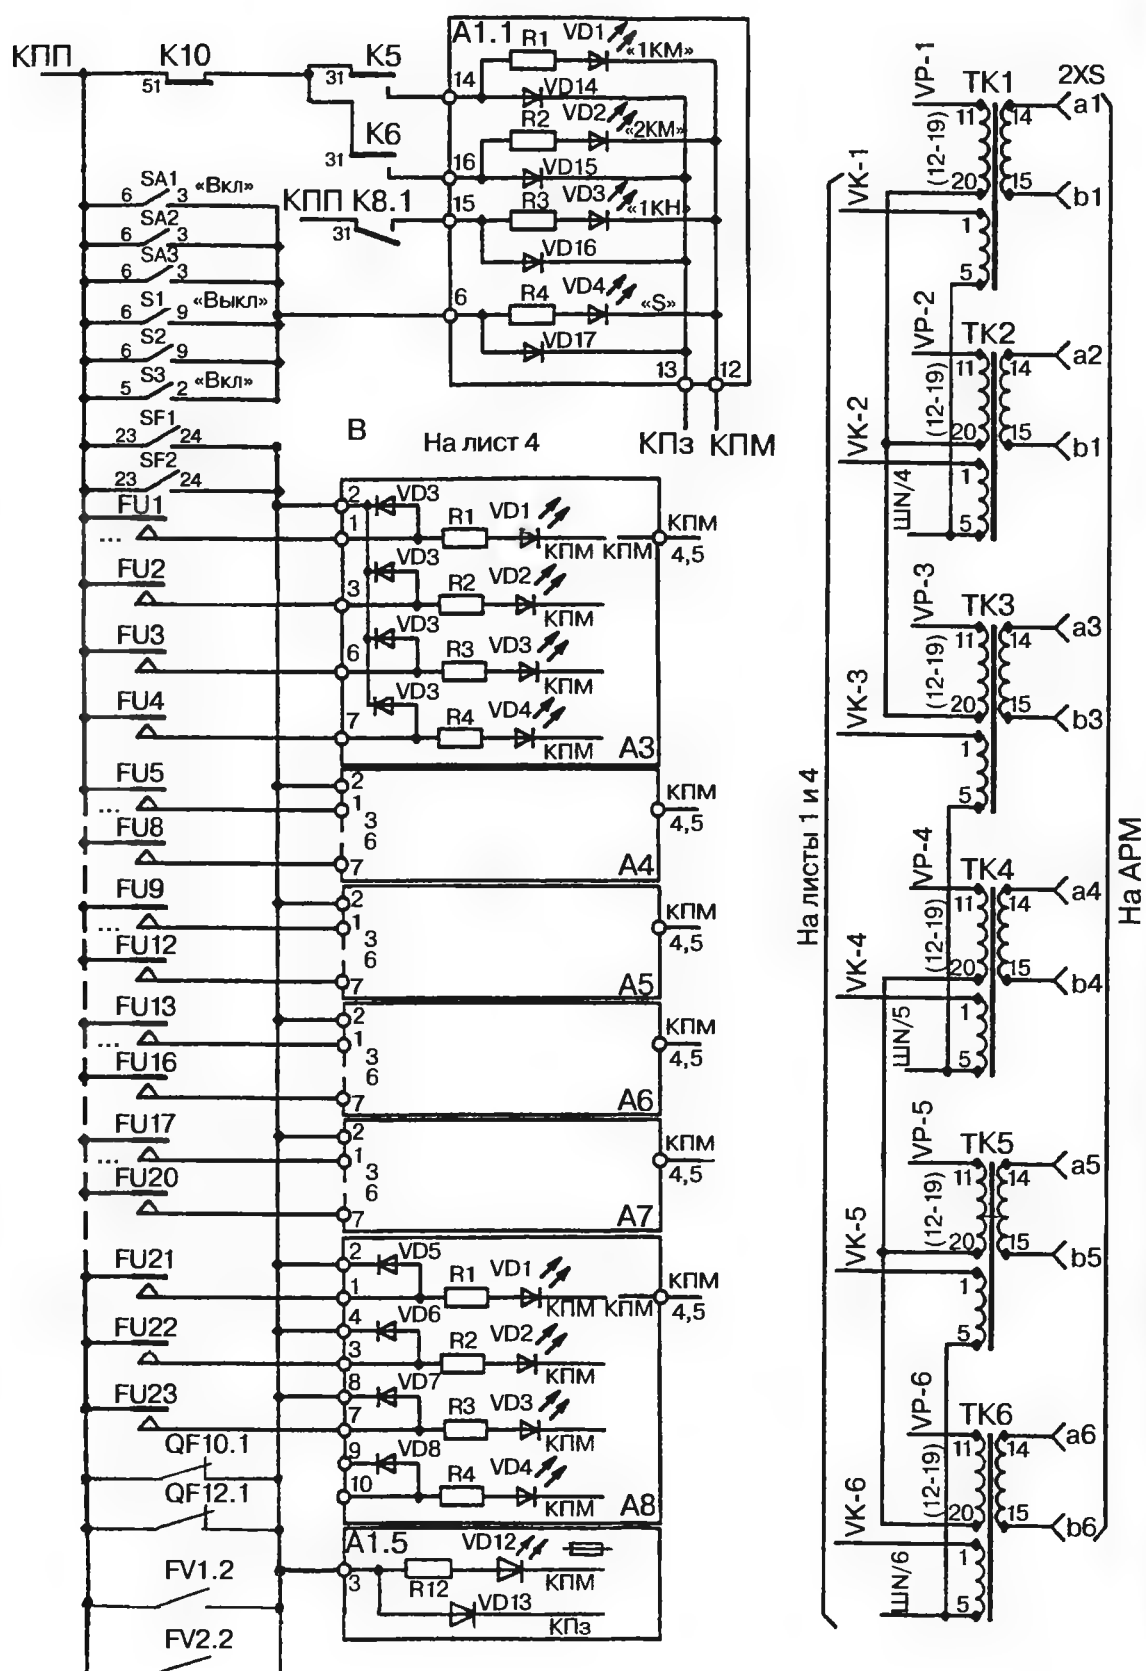 КПП К10 К5
51 31
К6
31
SA1 6 3 «Вкл»
SA2 6 3
SA3 6 3
S1 6 9 «Выкл»
S2 6 9
S3 5 2 «Вкл»
SF1 23 24
SF2 23 24
КПП К8.1
31
А1.1
14 R1 VD1 «1КМ»
VD14
16 R2 VD2 «2КМ»
VD15
15 R3 VD3 «1КН»
VD16
6 R4 VD4 «S»
VD17
13 12
КПз КПМ
В На лист 4
FU1
...
FU2
FU3
FU4
2 VD3
1 R1 VD1 КПМ КПМ КПМ 4,5
VD3
3 R2 VD2 КПМ
VD3
6 R3 VD3 КПМ
VD3
7 R4 VD4 КПМ
А3
FU5
...
FU8
2
1
3
6
7
КПМ
4,5
А4
FU9
...
FU12
2
1
3
6
7
КПМ
4,5
А5
FU13
...
FU16
2
1
3
6
7
КПМ
4,5
А6
FU17
...
FU20
2
1
3
6
7
КПМ
4,5
А7
FU21
FU22
FU23
2 VD5
1 R1 VD1 КПМ КПМ КПМ 4,5
4 VD6
3 R2 VD2 КПМ
8 VD7
7 R3 VD3 КПМ
9 VD8
10 R4 VD4 КПМ
А8
QF10.1
QF12.1
FV1.2
FV2.2
А1.5
3 R12 VD12 КПМ
VD13 КПз
На листы 1 и 4
VP-1 ТК1 2XS
11 14 a1
(12-19)
20 15 b1
VK-1
1
5
VP-2 ТК2
11 14 a2
(12-19)
20 15 b1
VK-2
1
ШN/4
5
VP-3 ТК3
11 14 a3
(12-19)
20 15 b3
VK-3
1
5
VP-4 ТК4
11 14 a4
(12-19)
20 15 b4
VK-4
1
ШN/5
5
VP-5 ТК5
11 14 a5
(12-19)
20 15 b5
VK-5
1
5
VP-6 ТК6
11 14 a6
(12-19)
20 15 b6
VK-6
1
ШN/6
5
На АРМ